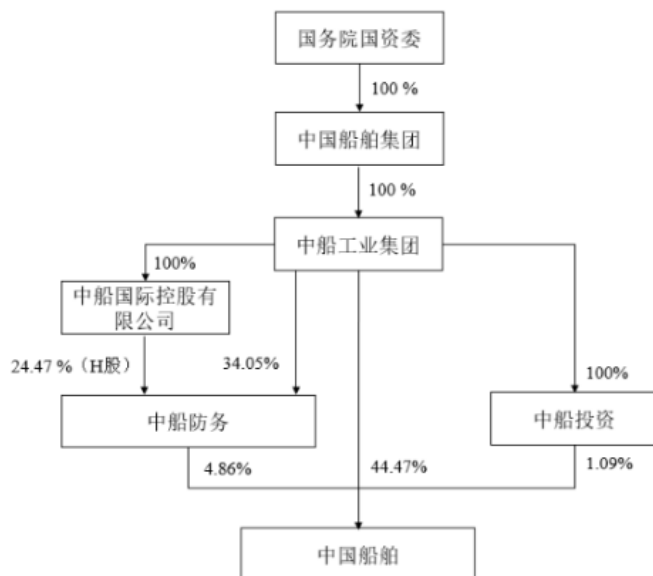 国务院国资委
100 %
中国船舶集团
100 %
中船工业集团
100%
中船国际控股有
限公司
24.47 %（H股）
34.05%
100%
中船防务
中船投资
4.86%
44.47%
1.09%
中国船舶